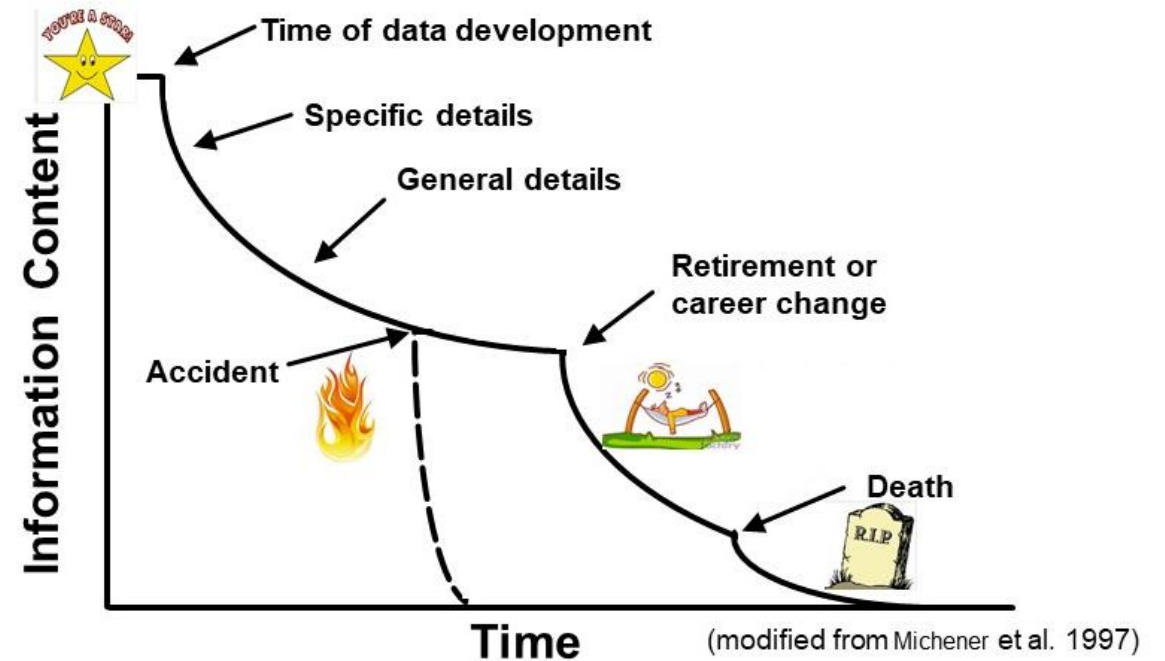 YOU'RE A STAR!
Time of data development
Specific details
General details
Retirement or
career change
Accident
z z
Death
R.I.P
Information Content
Time
(modified from Michener et al. 1997)